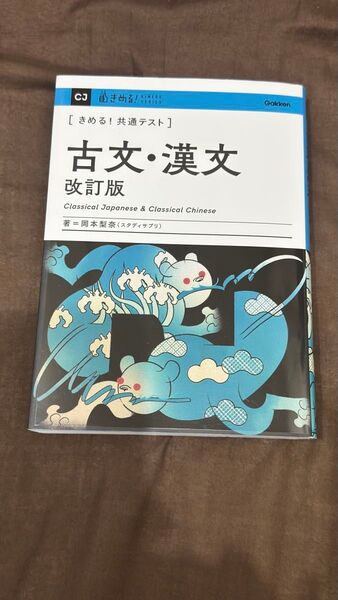 CJ きめる! KIMERU SERIES
Gakken
[きめる! 共通テスト]
古文・漢文
改訂版
Classical Japanese & Classical Chinese
著=岡本梨奈(スタディサプリ)